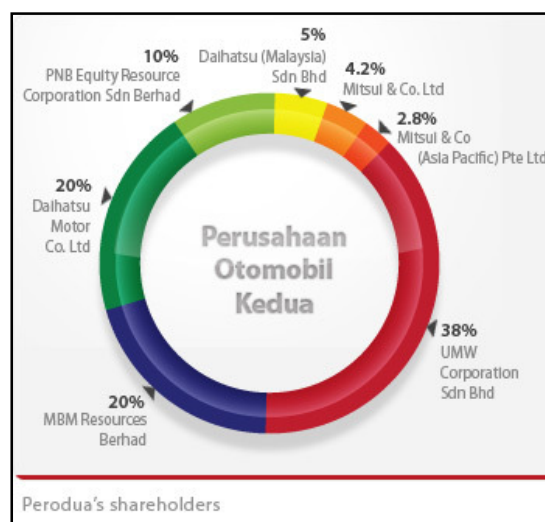 5%
Daihatsu (Malaysia)
Sdn Bhd
4.2%
Mitsui & Co. Ltd
2.8%
Mitsui & Co
(Asia Pacific) Pte Ltd
38%
UMW
Corporation
Sdn Bhd
20%
MBM Resources
Berhad
20%
Daihatsu
Motor
Co. Ltd
10%
PNB Equity Resource
Corporation Sdn Berhad
Perusahaan
Otomobil
Kedua
Perodua's shareholders